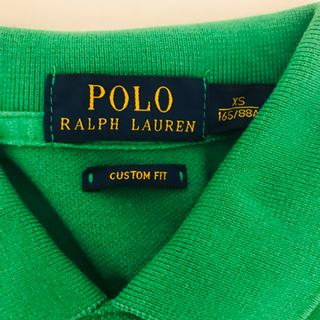 POLO
RALPH LAUREN
XS
165/88A
CUSTOM FIT